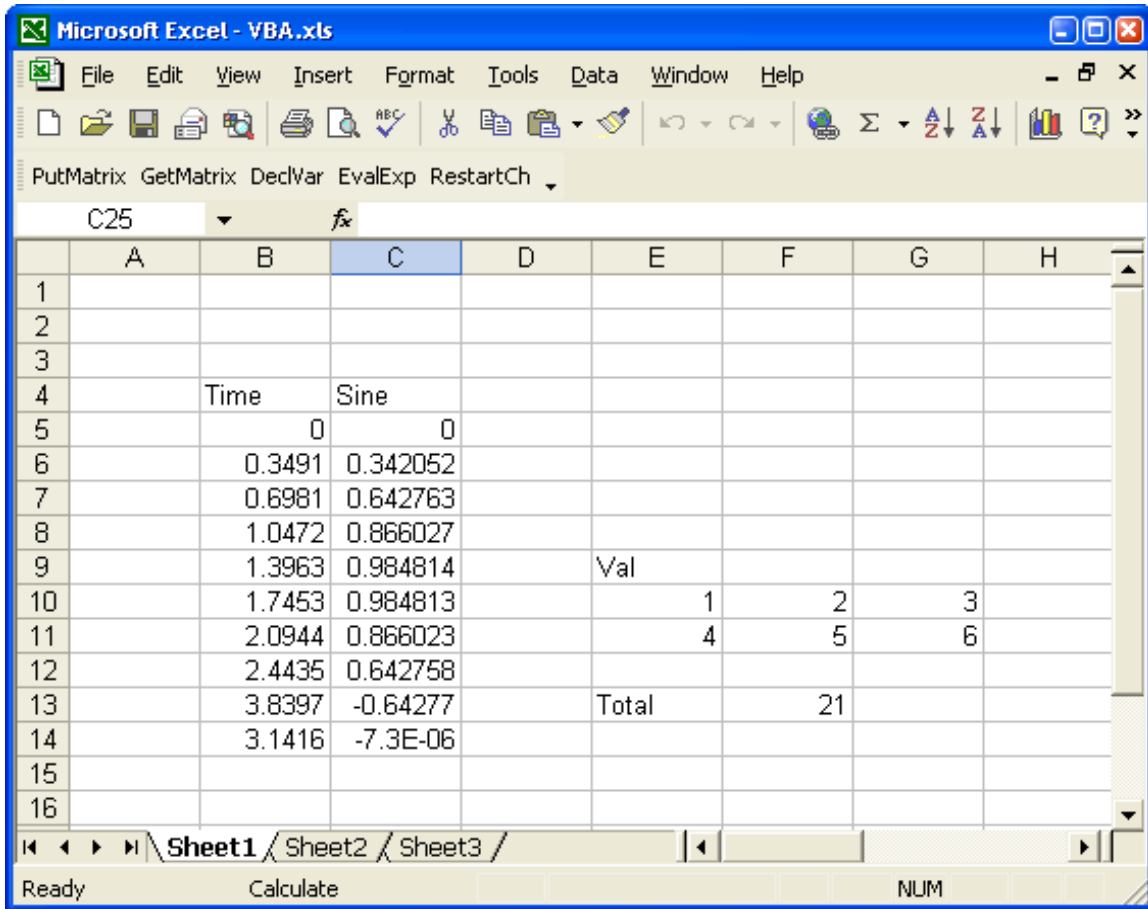 Microsoft Excel - VBA.xls
File Edit View Insert Format Tools Data Window Help
ABC Σ A Z Z A ? »
PutMatrix GetMatrix DeclVar EvalExp RestartCh
C25 fx
A B C D E F G H
1
2
3
4 Time Sine
5 0 0
6 0.3491 0.342052
7 0.6981 0.642763
8 1.0472 0.866027
9 1.3963 0.984814 Val
10 1.7453 0.984813 1 2 3
11 2.0944 0.866023 4 5 6
12 2.4435 0.642758
13 3.8397 -0.64277 Total 21
14 3.1416 -7.3E-06
15
16
Sheet1 Sheet2 Sheet3
Ready Calculate NUM